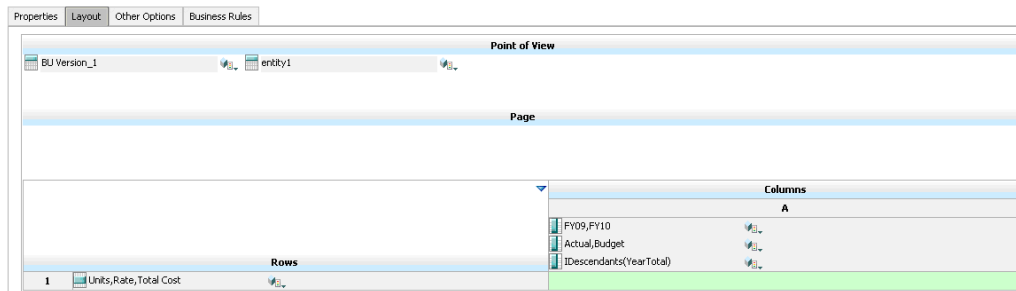 Properties Layout Other Options Business Rules
Point of View
BU Version_1 entity1
Page
Columns
A
FY09,FY10
Actual,Budget
Rows IDescendants(YearTotal)
1 Units,Rate,Total Cost